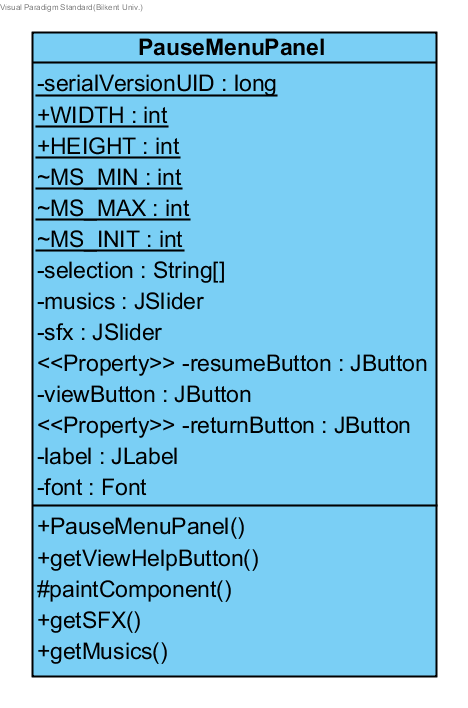 Visual Paradigm Standard(Bilkent Univ.)
PauseMenuPanel
-serialVersionUID : long
+WIDTH : int
+HEIGHT : int
~MS_MIN : int
~MS_MAX : int
~MS_INIT : int
-selection : String[]
-musics : JSlider
-sfx : JSlider
<<Property>> -resumeButton : JButton
-viewButton : JButton
<<Property>> -returnButton : JButton
-label : JLabel
-font : Font
+PauseMenuPanel()
+getViewHelpButton()
#paintComponent()
+getSFX()
+getMusics()